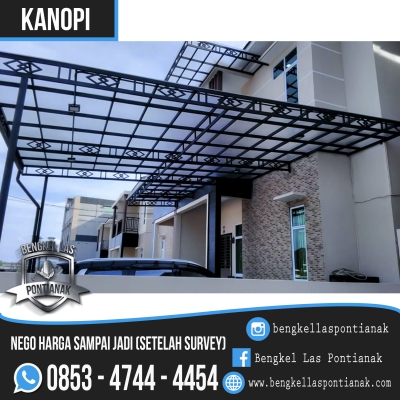 KANOPI
BENGKEL LAS
PONTIANAK
NEGO HARGA SAMPAI JADI (SETELAH SURVEY)
0853 - 4744 - 4454
bengkellaspontianak
Bengkel Las Pontianak
www.bengkellaspontianak.com